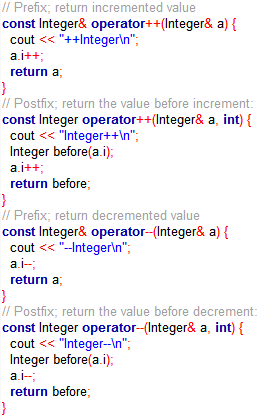 // Prefix; return incremented value
const Integer& operator++(Integer& a) {
  cout << "++Integer\n";
  a.i++;
  return a;
}
// Postfix; return the value before increment:
const Integer operator++(Integer& a, int) {
  cout << "Integer++\n";
  Integer before(a.i);
  a.i++;
  return before;
}
// Prefix; return decremented value
const Integer& operator--(Integer& a) {
  cout << "--Integer\n";
  a.i--;
  return a;
}
// Postfix; return the value before decrement:
const Integer operator--(Integer& a, int) {
  cout << "Integer--\n";
  Integer before(a.i);
  a.i--;
  return before;
}